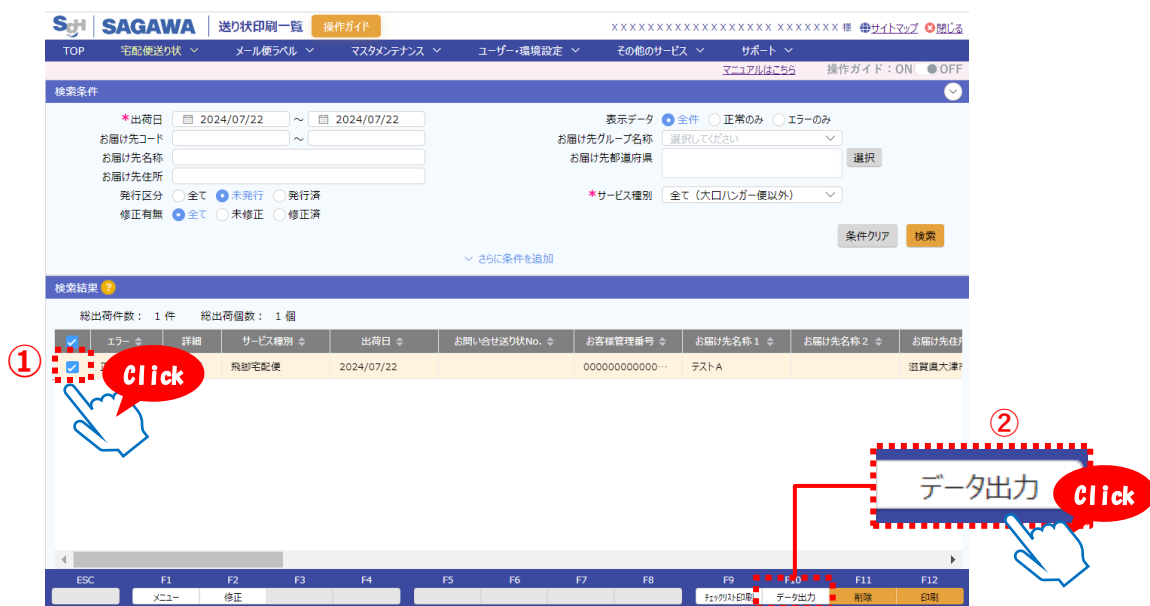 SGH SAGAWA 送り状印刷一覧 操作ガイド XXXXXXXXXXXXXXXXXXX XXXXXXX 様 サイトマップ 閉じる
TOP 宅配便送り状 メール便ラベル マスタメンテナンス ユーザー・環境設定 その他のサービス サポート
マニュアルはこちら 操作ガイド：ON OFF
検索条件
*出荷日 2024/07/22 ～ 2024/07/22 表示データ 全件 正常のみ エラーのみ
お届け先コード ～ お届け先グループ名称 選択してください
お届け先名称 お届け先都道府県 選択
お届け先住所
発行区分 全て 未発行 発行済 *サービス種別 全て（大口ハンガー便以外）
修正有無 全て 未修正 修正済
条件クリア 検索
さらに条件を追加
検索結果 ?
総出荷件数： 1 件 総出荷個数： 1 個
エラー 詳細 サービス種別 出荷日 お問い合せ送り状No. お客様管理番号 お届け先名称１ お届け先名称２ お届け先住所
① Click 飛脚宅配便 2024/07/22 000000000000… テストA 滋賀県大津市
②
データ出力 Click
ESC F1 F2 F3 F4 F5 F6 F7 F8 F9 F10 F11 F12
メニュー 修正 チェックリスト印刷 データ出力 削除 印刷